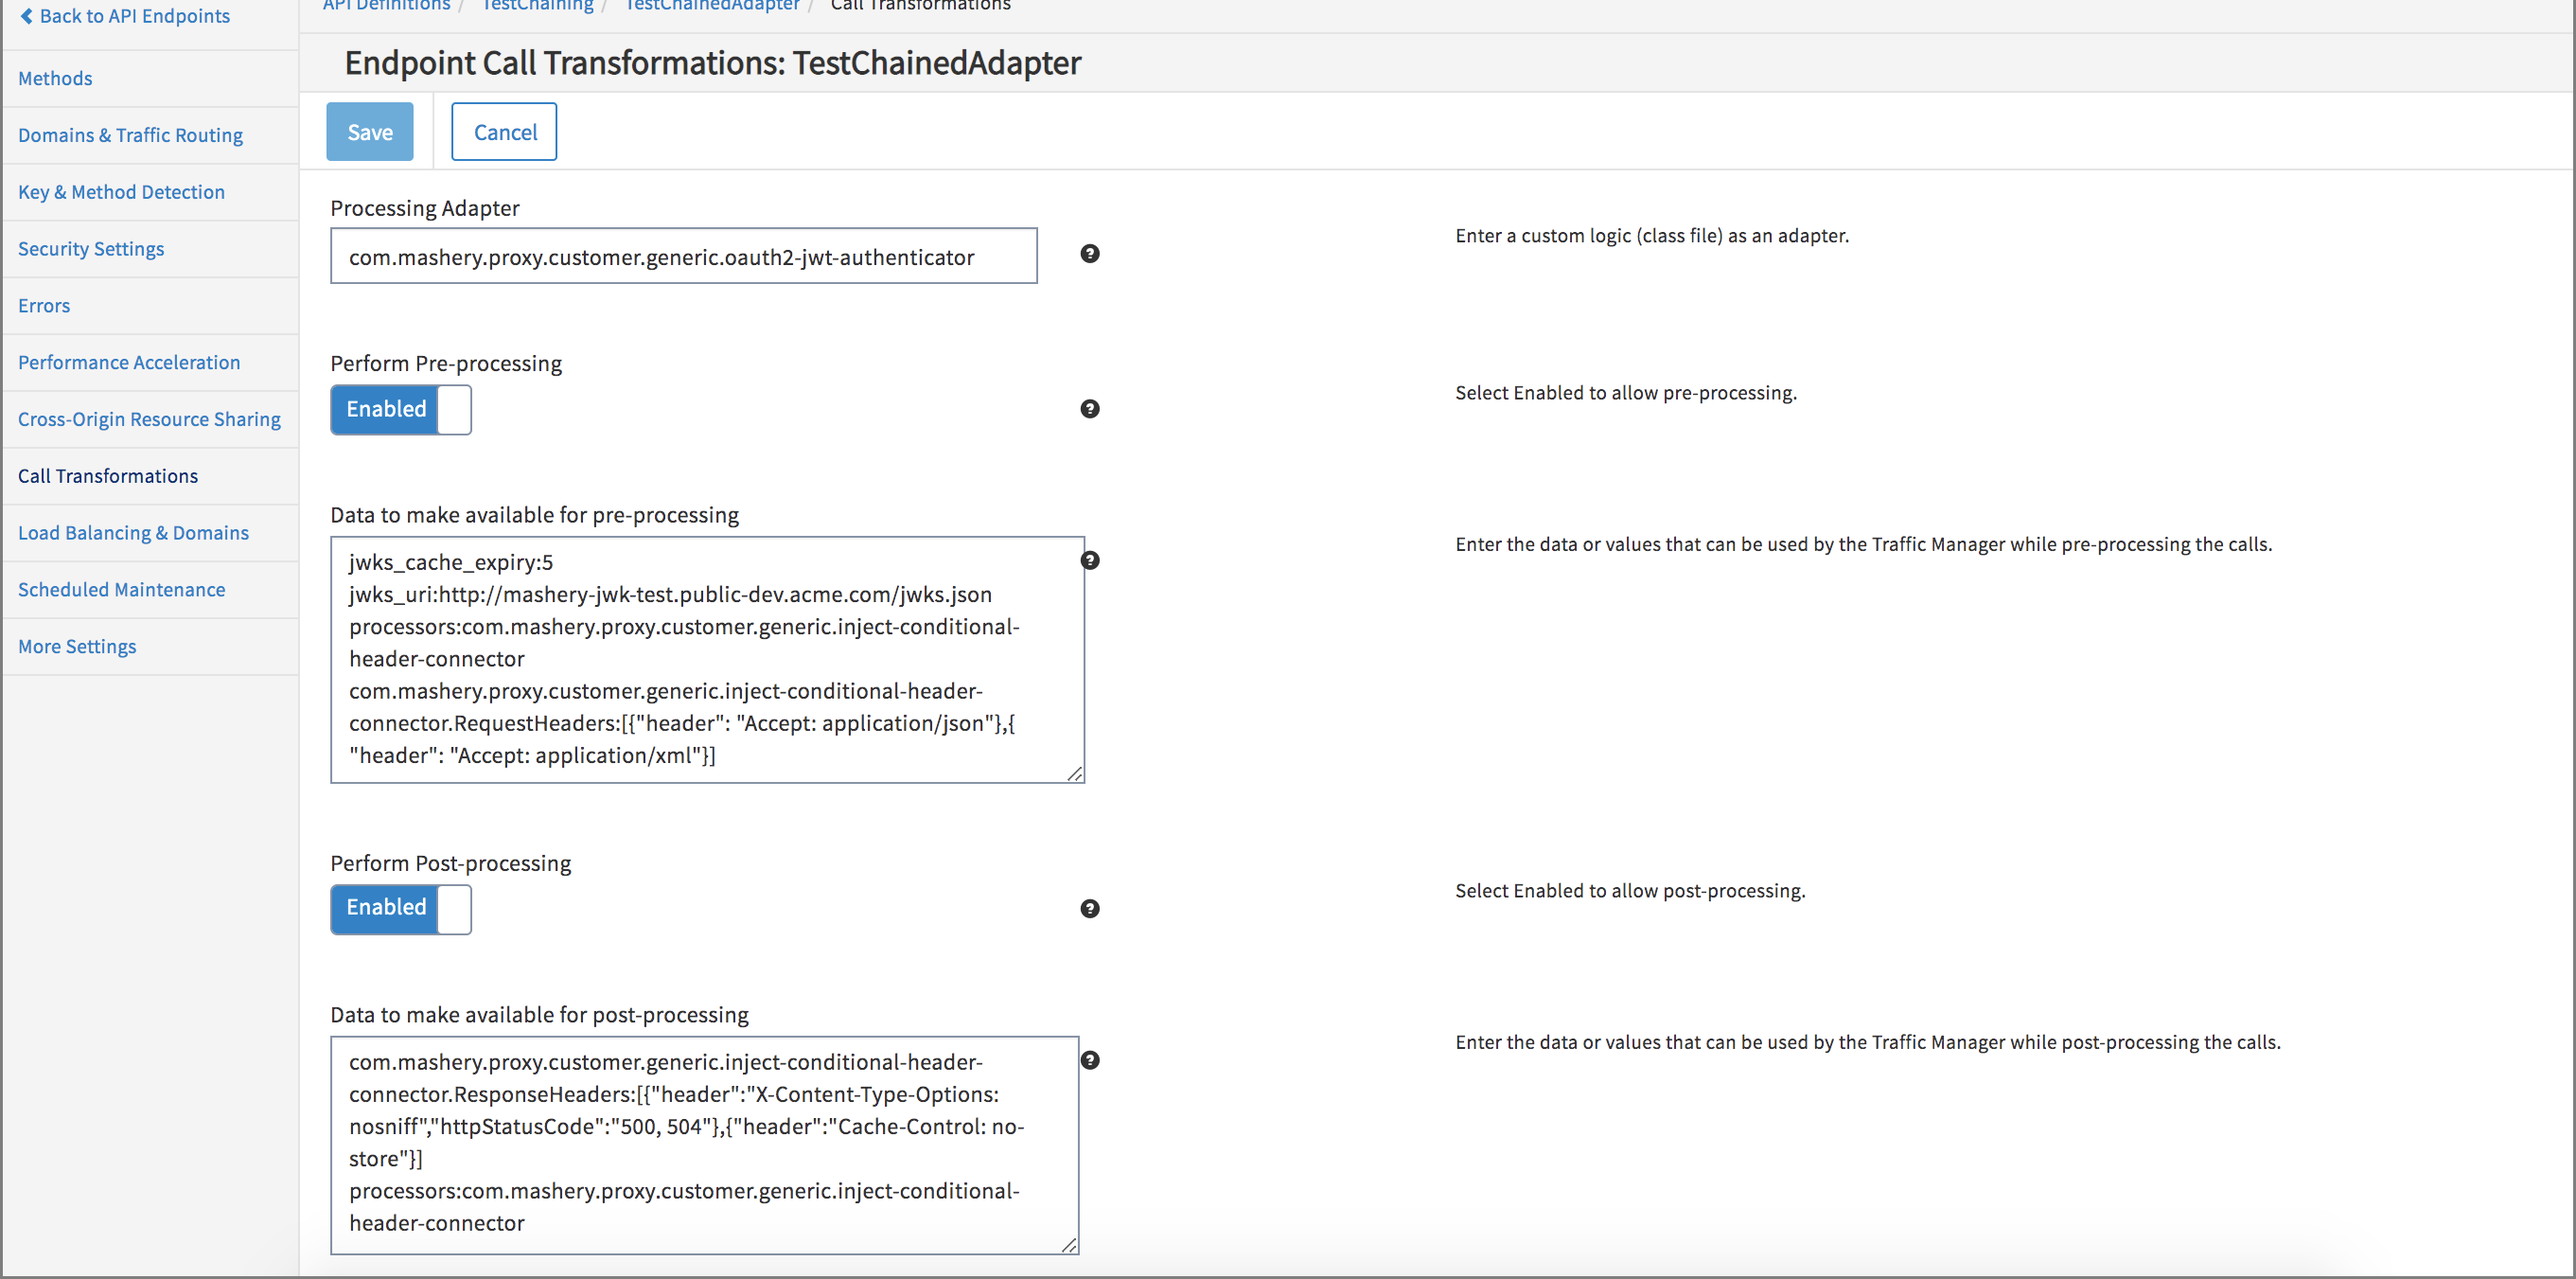 Back to API Endpoints
API Definitions / TestChaining / TestChainedAdapter / Call Transformations
Methods
Domains & Traffic Routing
Key & Method Detection
Security Settings
Errors
Performance Acceleration
Cross-Origin Resource Sharing
Call Transformations
Load Balancing & Domains
Scheduled Maintenance
More Settings
Endpoint Call Transformations: TestChainedAdapter
Save
Cancel
Processing Adapter
com.mashery.proxy.customer.generic.oauth2-jwt-authenticator
Enter a custom logic (class file) as an adapter.
Perform Pre-processing
Enabled
Select Enabled to allow pre-processing.
Data to make available for pre-processing
jwks_cache_expiry:5
jwks_uri:http://mashery-jwk-test.public-dev.acme.com/jwks.json
processors:com.mashery.proxy.customer.generic.inject-conditional-
header-connector
com.mashery.proxy.customer.generic.inject-conditional-header-
connector.RequestHeaders:[{"header": "Accept: application/json"},{
"header": "Accept: application/xml"}]
Enter the data or values that can be used by the Traffic Manager while pre-processing the calls.
Perform Post-processing
Enabled
Select Enabled to allow post-processing.
Data to make available for post-processing
com.mashery.proxy.customer.generic.inject-conditional-header-
connector.ResponseHeaders:[{"header":"X-Content-Type-Options:
nosniff","httpStatusCode":"500, 504"},{"header":"Cache-Control: no-
store"}]
processors:com.mashery.proxy.customer.generic.inject-conditional-
header-connector
Enter the data or values that can be used by the Traffic Manager while post-processing the calls.